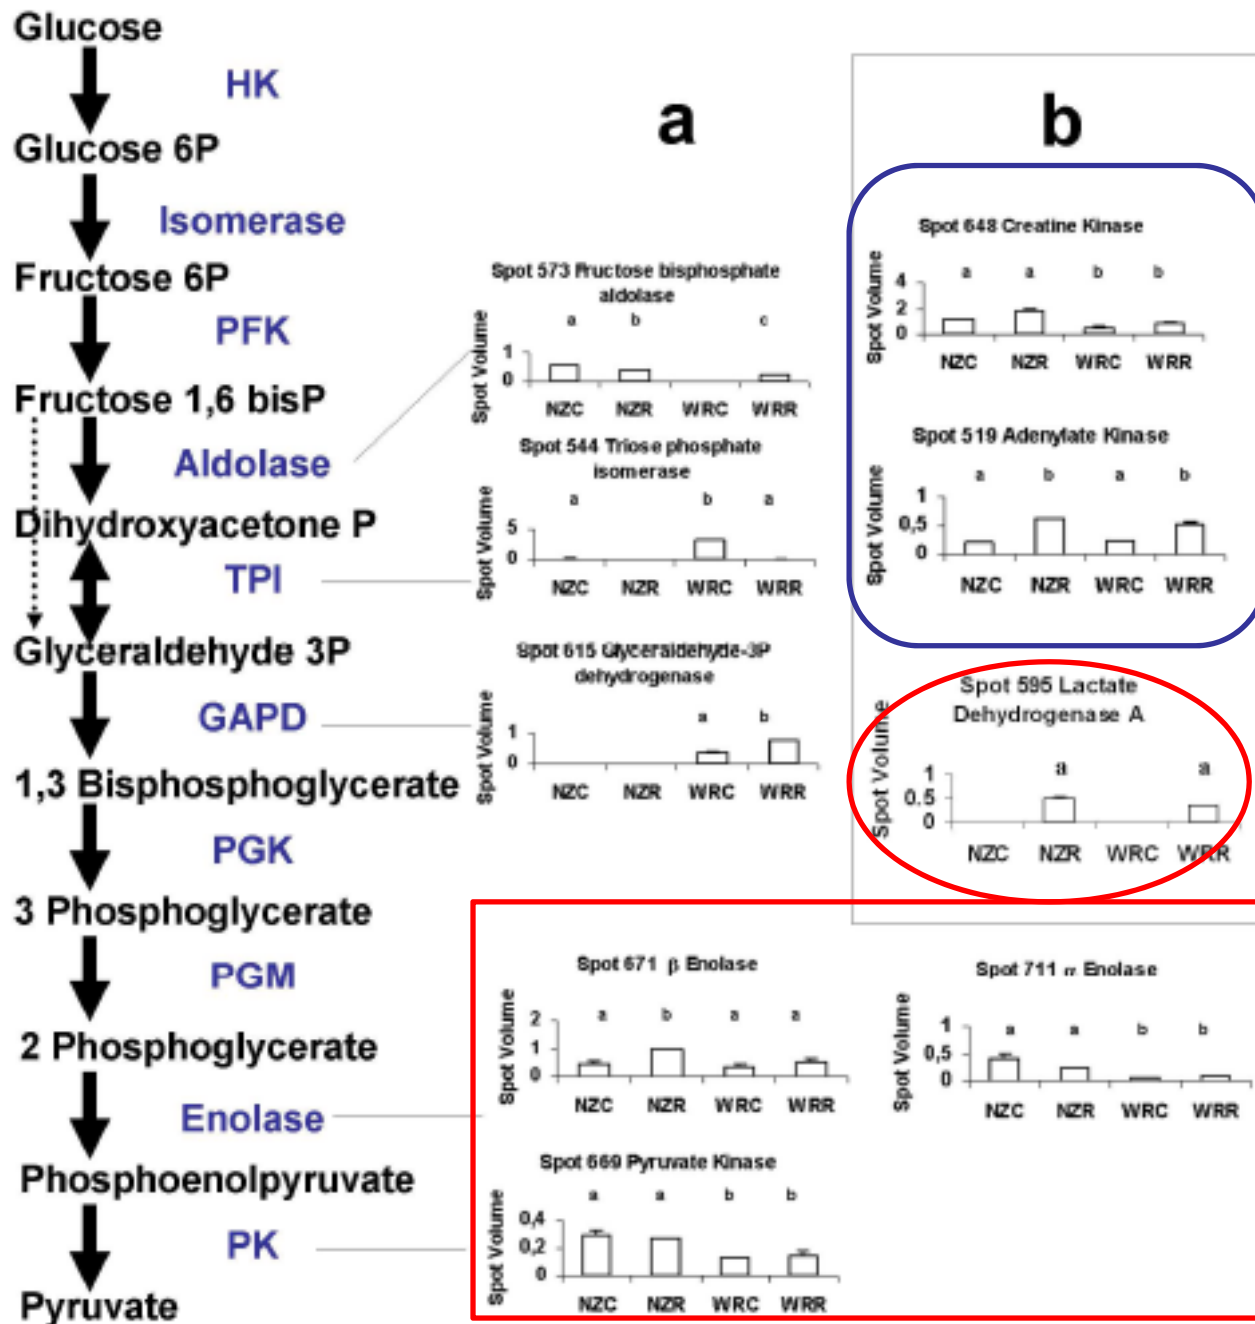 Glucose
HK
Glucose 6P
Isomerase
Fructose 6P
PFK
Fructose 1,6 bisP
Aldolase
Dihydroxyacetone P
TPI
Glyceraldehyde 3P
GAPD
1,3 Bisphosphoglycerate
PGK
3 Phosphoglycerate
PGM
2 Phosphoglycerate
Enolase
Phosphoenolpyruvate
PK
Pyruvate
a
Spot 573 Fructose bisphosphate
aldolase
a b c
Spot Volume
1
0
NZC NZR WRC WRR
Spot 544 Triose phosphate
isomerase
a b a
Spot Volume
5
0
NZC NZR WRC WRR
Spot 615 Glyceraldehyde-3P
dehydrogenase
a b
Spot Volume
1
0
NZC NZR WRC WRR
b
Spot 648 Creatine Kinase
a a b b
Spot Volume
4
2
0
NZC NZR WRC WRR
Spot 519 Adenylate Kinase
a b a b
Spot Volume
1
0,5
0
NZC NZR WRC WRR
Spot 595 Lactate
Dehydrogenase A
a a
Spot Volume
1
0.5
0
NZC NZR WRC WRR
Spot 671 β Enolase
a b a a
Spot Volume
2
1
0
NZC NZR WRC WRR
Spot 711 α Enolase
a a b b
Spot Volume
1
0,5
0
NZC NZR WRC WRR
Spot 669 Pyruvate Kinase
a a b b
Spot Volume
0,4
0,2
0
NZC NZR WRC WRR